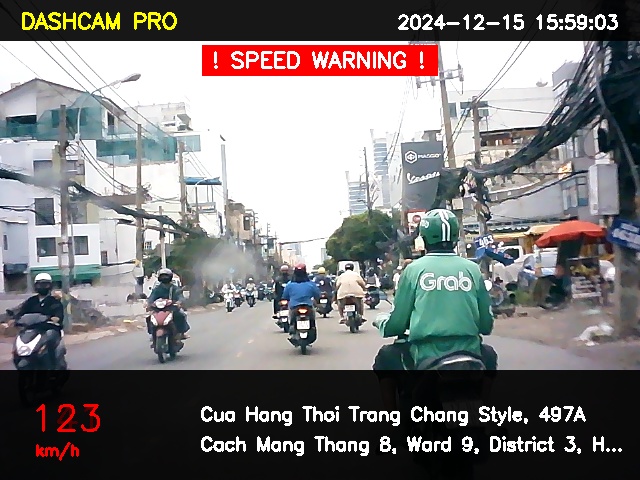 DASHCAM PRO
2024-12-15 15:59:03
! SPEED WARNING !
PIAGGIO
Vespa
Grab
123
km/h
Cua Hang Thoi Trang Chang Style, 497A
Cach Mang Thang 8, Ward 9, District 3, H...